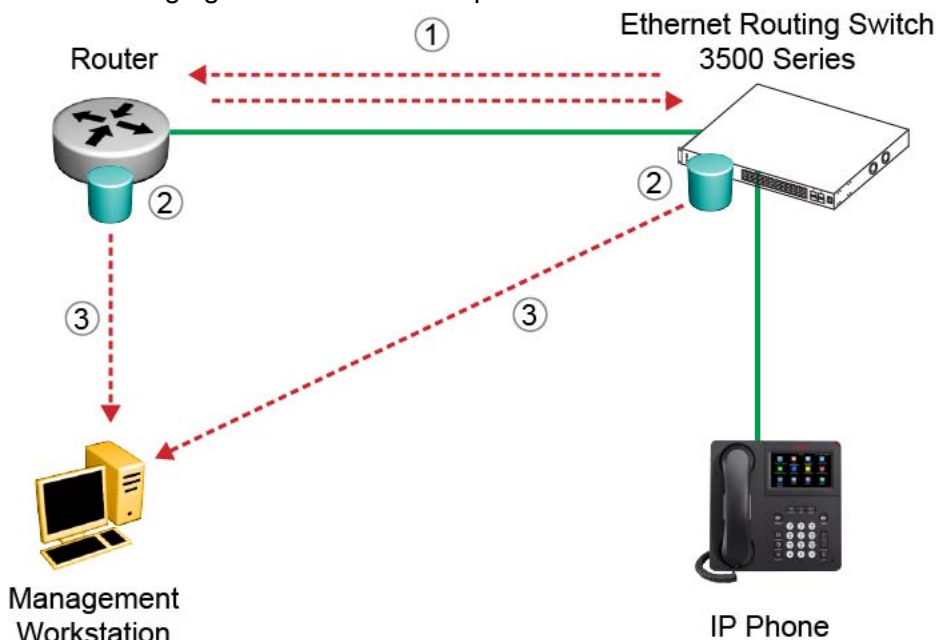 Ethernet Routing Switch
3500 Series
Router
1
2
2
3
3
Management
Workstation
IP Phone